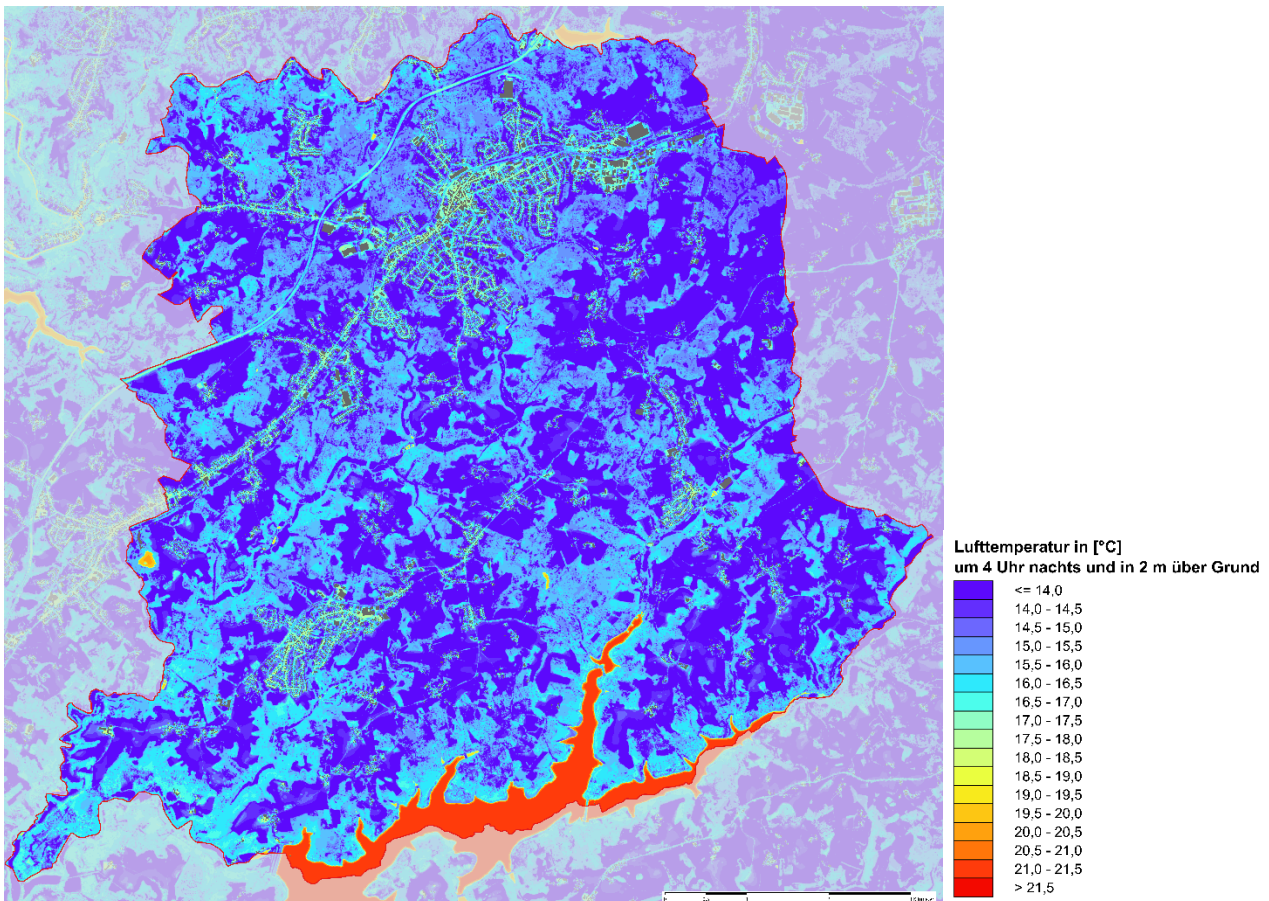 Lufttemperatur in [°C]
um 4 Uhr nachts und in 2 m über Grund
<= 14,0
14,0 - 14,5
14,5 - 15,0
15,0 - 15,5
15,5 - 16,0
16,0 - 16,5
16,5 - 17,0
17,0 - 17,5
17,5 - 18,0
18,0 - 18,5
18,5 - 19,0
19,0 - 19,5
19,5 - 20,0
20,0 - 20,5
20,5 - 21,0
21,0 - 21,5
> 21,5